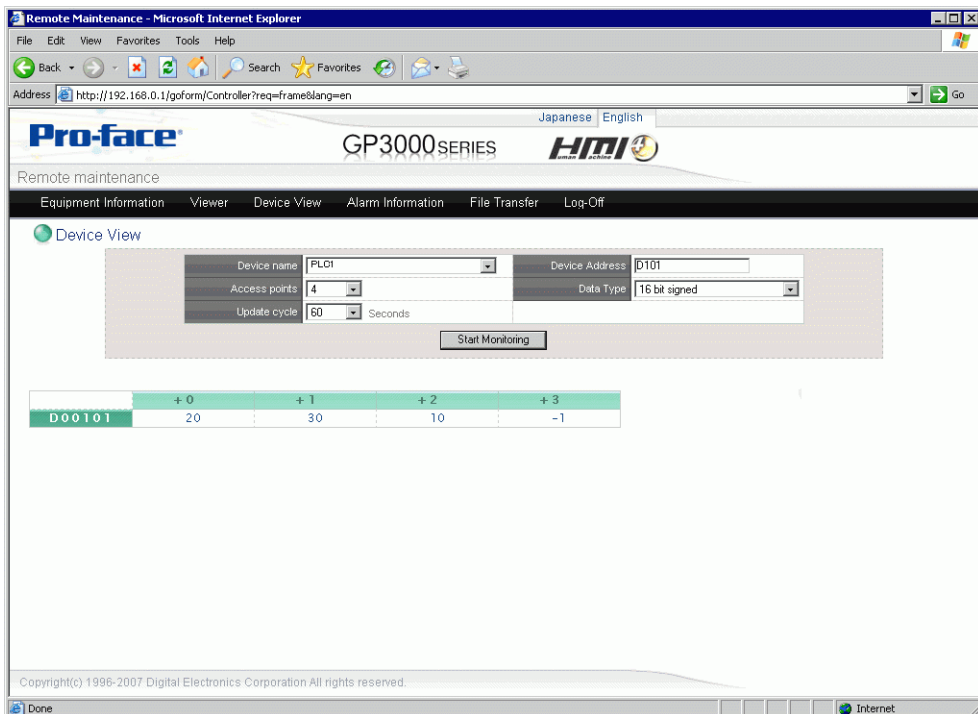 Remote Maintenance - Microsoft Internet Explorer
File Edit View Favorites Tools Help
Back Search Favorites
Address http://192.168.0.1/goform/Controller?req=frame&lang=en Go
Japanese English
Pro-face
GP3000 SERIES
HMI
Human Machine
Remote maintenance
Equipment Information Viewer Device View Alarm Information File Transfer Log-Off
Device View
Device name PLC1 Device Address D101
Access points 4 Data Type 16 bit signed
Update cycle 60 Seconds
Start Monitoring
+ 0 + 1 + 2 + 3
D00101 20 30 10 -1
Copyright(c) 1996-2007 Digital Electronics Corporation All rights reserved.
Done Internet